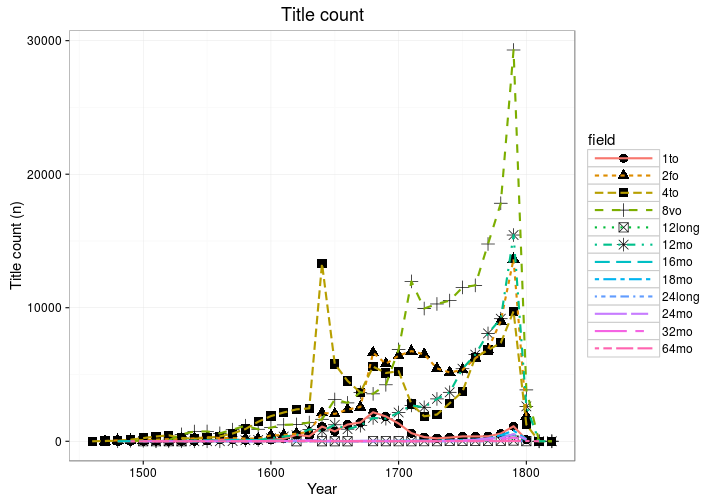 Title count
Title count (n)
30000
20000
10000
0
1500
1600
1700
1800
Year
field
1to
2fo
4to
8vo
12long
12mo
16mo
18mo
24long
24mo
32mo
64mo